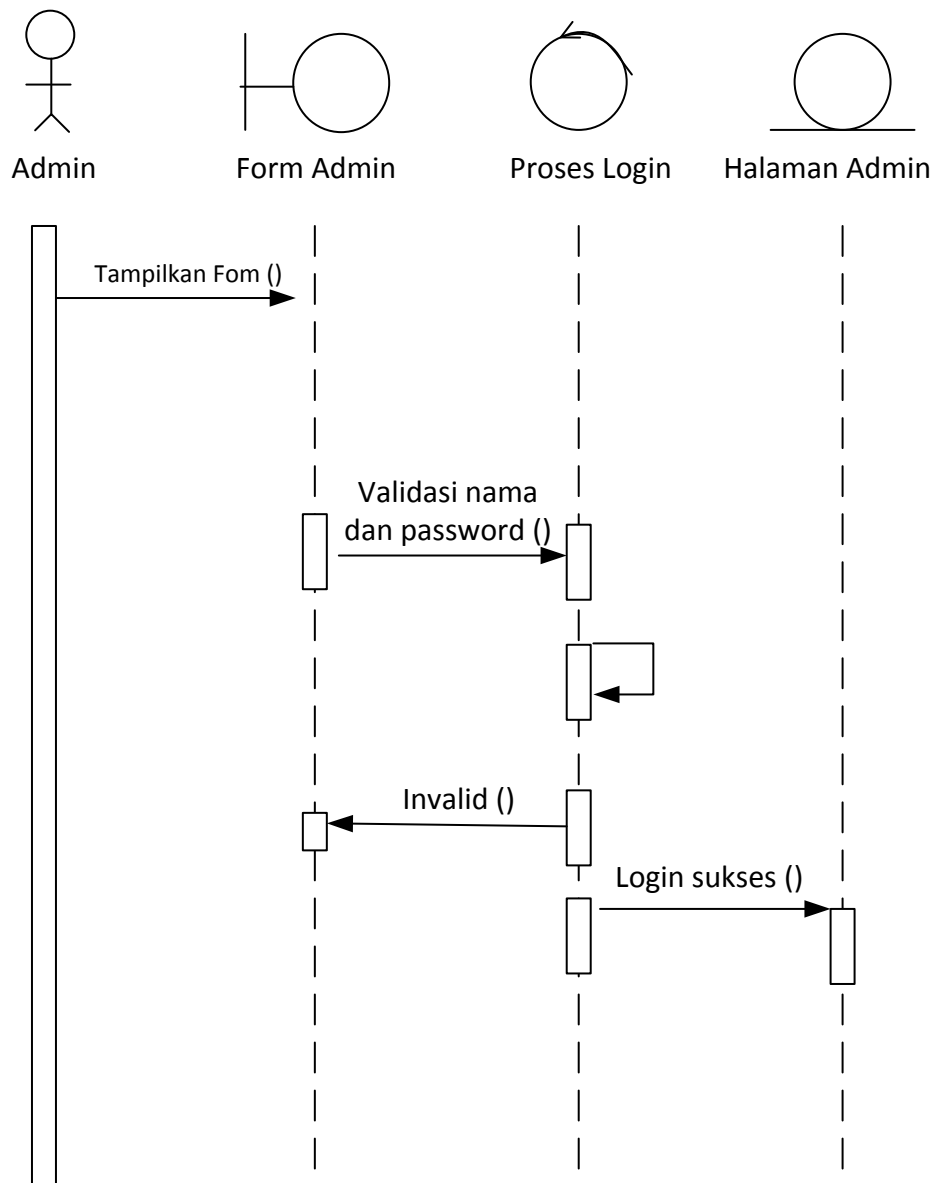 Admin
Form Admin
Proses Login
Halaman Admin
Tampilkan Fom ()
Validasi nama
dan password ()
Invalid ()
Login sukses ()